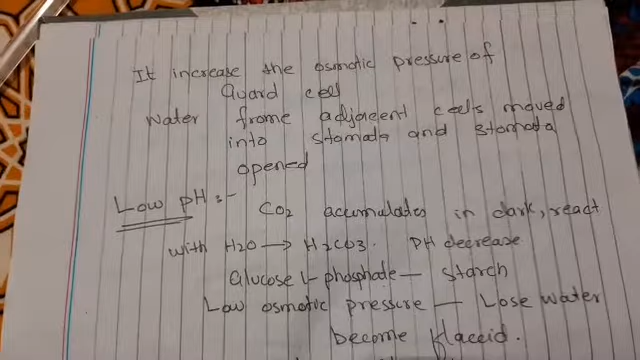 It increase the osmotic pressure of
Guard cell
Water frome adjacent cells moved
into stomata and stomata
opened
Low pH :-
CO2 accumulates in dark, react
with H2O → H2CO3. PH decrease
Glucose 1-phosphate — starch
Low osmotic pressure — Lose water
become flaccid.